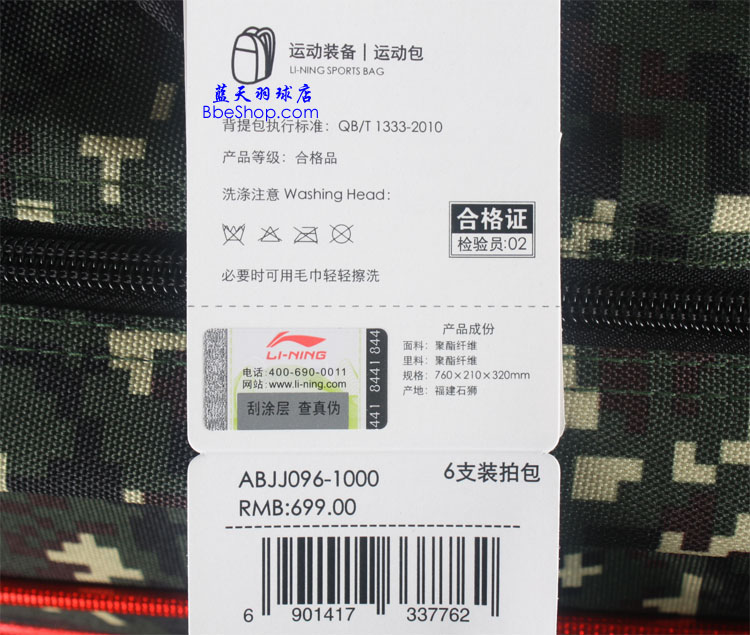 运动装备|运动包
LI-NING SPORTS BAG
蓝天羽球店
BbeShop.com
背提包执行标准：QB/T 1333-2010
产品等级：合格品
洗涤注意 Washing Head:
合格证
检验员:02
必要时可用毛巾轻轻擦洗
产品成份
面料：聚酯纤维
里料：聚酯纤维
规格：760×210×320mm
产地：福建石狮
LI-NING
电话:400-690-0011
网站:www.li-ning.com
刮涂层 查真伪
441 8441 844
ABJJ096-1000
6支装拍包
RMB:699.00
6 901417 337762